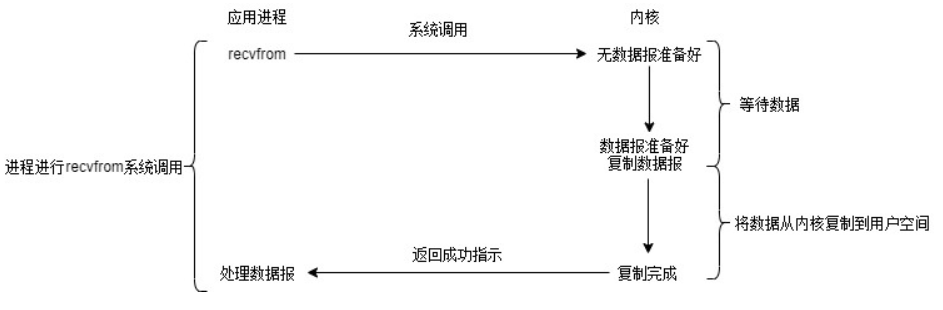 应用进程
内核
系统调用
recvfrom
无数据报准备好
等待数据
数据报准备好
复制数据报
进程进行recvfrom系统调用
将数据从内核复制到用户空间
返回成功指示
处理数据报
复制完成